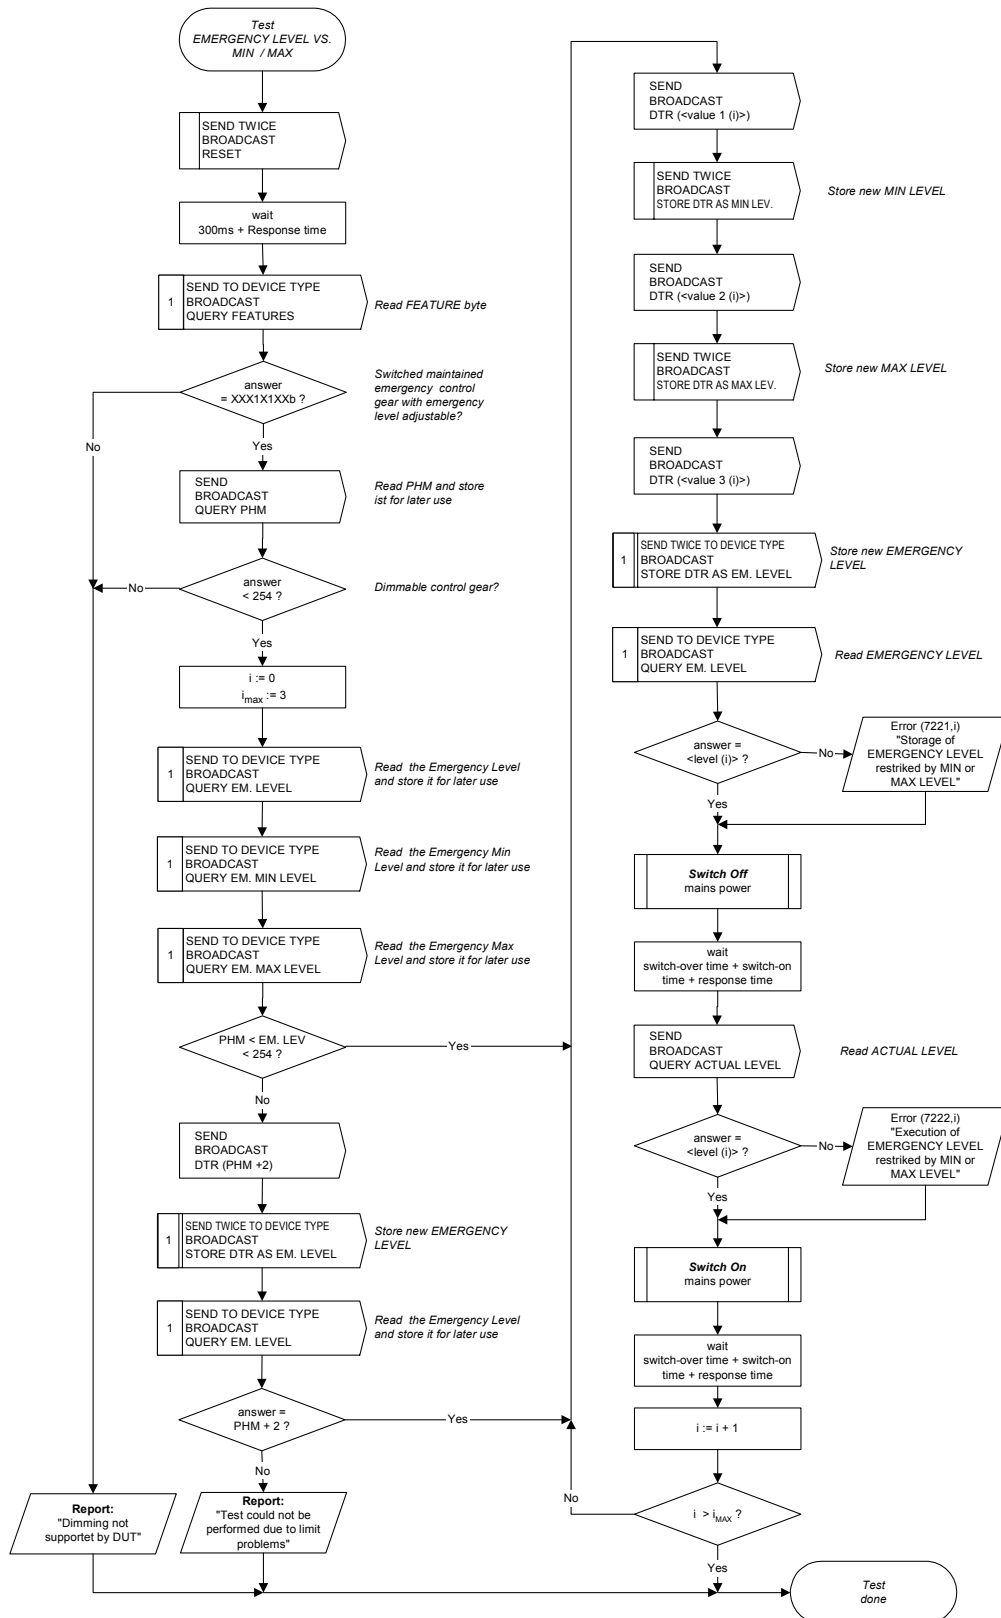 Test
EMERGENCY LEVEL VS.
MIN / MAX
SEND TWICE
BROADCAST
RESET
wait
300ms + Response time
1
SEND TO DEVICE TYPE
BROADCAST
QUERY FEATURES
Read FEATURE byte
answer
= XXX1X1XXb ?
Switched maintained
emergency control
gear with emergency
level adjustable?
No
Yes
SEND
BROADCAST
QUERY PHM
Read PHM and store
ist for later use
answer
< 254 ?
No
Dimmable control gear?
Yes
i := 0
imax := 3
1
SEND TO DEVICE TYPE
BROADCAST
QUERY EM. LEVEL
Read the Emergency Level
and store it for later use
1
SEND TO DEVICE TYPE
BROADCAST
QUERY EM. MIN LEVEL
Read the Emergency Min
Level and store it for later use
1
SEND TO DEVICE TYPE
BROADCAST
QUERY EM. MAX LEVEL
Read the Emergency Max
Level and store it for later use
PHM < EM. LEV
< 254 ?
Yes
No
SEND
BROADCAST
DTR (PHM +2)
1
SEND TWICE TO DEVICE TYPE
BROADCAST
STORE DTR AS EM. LEVEL
Store new EMERGENCY
LEVEL
1
SEND TO DEVICE TYPE
BROADCAST
QUERY EM. LEVEL
Read the Emergency Level
and store it for later use
answer =
PHM + 2 ?
Yes
No
Report:
"Dimming not
supportet by DUT"
Report:
"Test could not be
performed due to limit
problems"
SEND
BROADCAST
DTR (<value 1 (i)>)
SEND TWICE
BROADCAST
STORE DTR AS MIN LEV.
Store new MIN LEVEL
SEND
BROADCAST
DTR (<value 2 (i)>)
SEND TWICE
BROADCAST
STORE DTR AS MAX LEV.
Store new MAX LEVEL
SEND
BROADCAST
DTR (<value 3 (i)>)
1
SEND TWICE TO DEVICE TYPE
BROADCAST
STORE DTR AS EM. LEVEL
Store new EMERGENCY
LEVEL
1
SEND TO DEVICE TYPE
BROADCAST
QUERY EM. LEVEL
Read EMERGENCY LEVEL
answer =
<level (i)> ?
No
Error (7221,i)
"Storage of
EMERGENCY LEVEL
restriked by MIN or
MAX LEVEL"
Yes
Switch Off
mains power
wait
switch-over time + switch-on
time + response time
SEND
BROADCAST
QUERY ACTUAL LEVEL
Read ACTUAL LEVEL
answer =
<level (i)> ?
No
Error (7222,i)
"Execution of
EMERGENCY LEVEL
restriked by MIN or
MAX LEVEL"
Yes
Switch On
mains power
wait
switch-over time + switch-on
time + response time
i := i + 1
No
i > iMAX ?
Yes
Test
done